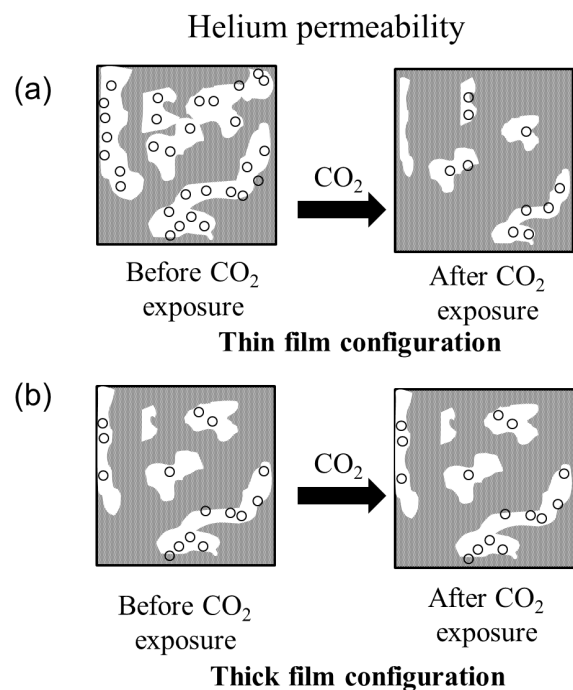 Helium permeability
(a)
CO₂
Before CO₂
exposure
After CO₂
exposure
Thin film configuration
(b)
CO₂
Before CO₂
exposure
After CO₂
exposure
Thick film configuration